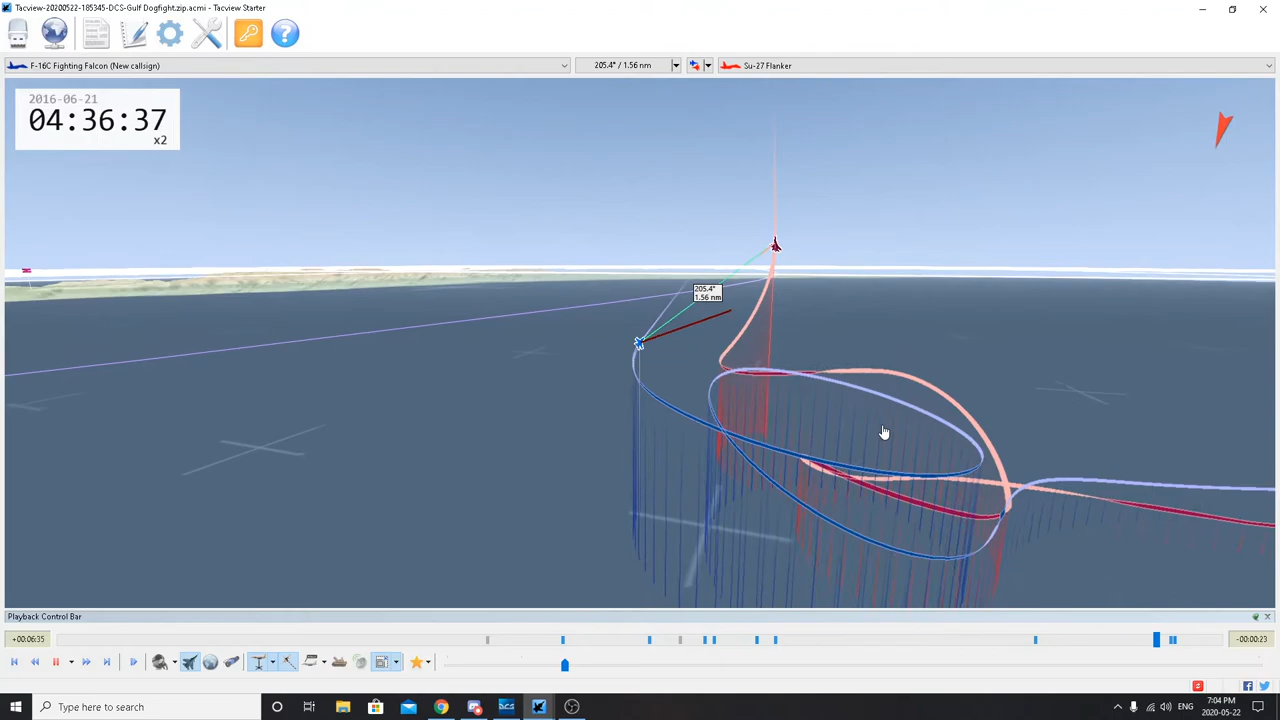 Tacview-20200522-185345-DCS-Gulf Dogfight.zip.acmi - Tacview Starter
F-16C Fighting Falcon (New callsign)
205.4° / 1.56 nm
Su-27 Flanker
2016-06-21
04:36:37
x2
205.4°
1.56 nm
Playback Control Bar
+00:06:35
-00:00:23
Type here to search
DCS
ENG
7:04 PM
2020-05-22